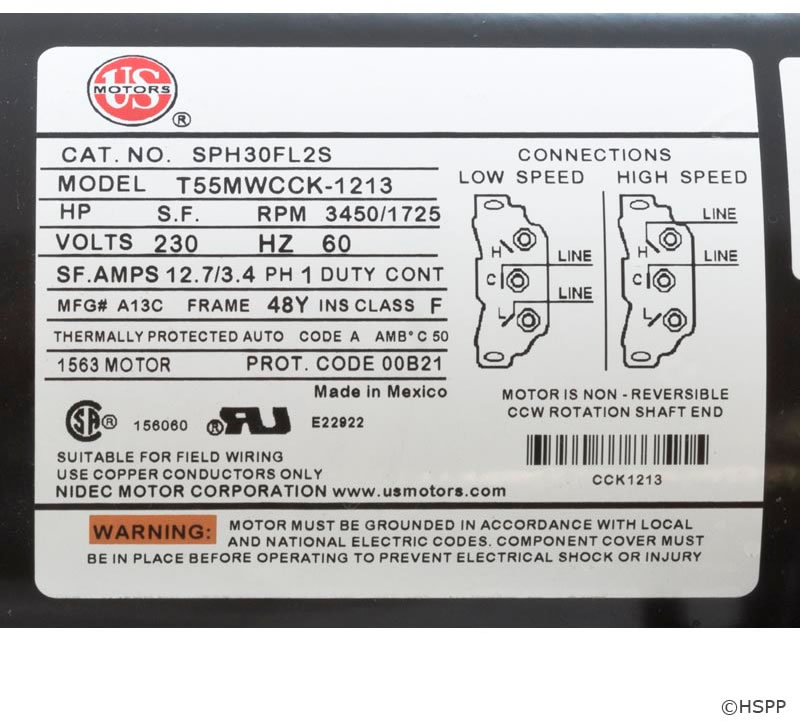 US
MOTORS
®
CAT. NO. SPH30FL2S
MODEL T55MWCCK-1213
HP S.F. RPM 3450/1725
VOLTS 230 HZ 60
SF.AMPS 12.7/3.4 PH 1 DUTY CONT
MFG# A13C FRAME 48Y INS CLASS F
THERMALLY PROTECTED AUTO CODE A AMB° C 50
1563 MOTOR PROT. CODE 00B21
Made in Mexico
SA ® 156060 ® RU E22922
SUITABLE FOR FIELD WIRING
USE COPPER CONDUCTORS ONLY
NIDEC MOTOR CORPORATION www.usmotors.com
CONNECTIONS
LOW SPEED HIGH SPEED
H
C
L
LINE
LINE
H
C
L
LINE
LINE
MOTOR IS NON - REVERSIBLE
CCW ROTATION SHAFT END
CCK1213
WARNING: MOTOR MUST BE GROUNDED IN ACCORDANCE WITH LOCAL
AND NATIONAL ELECTRIC CODES. COMPONENT COVER MUST
BE IN PLACE BEFORE OPERATING TO PREVENT ELECTRICAL SHOCK OR INJURY
©HSPP